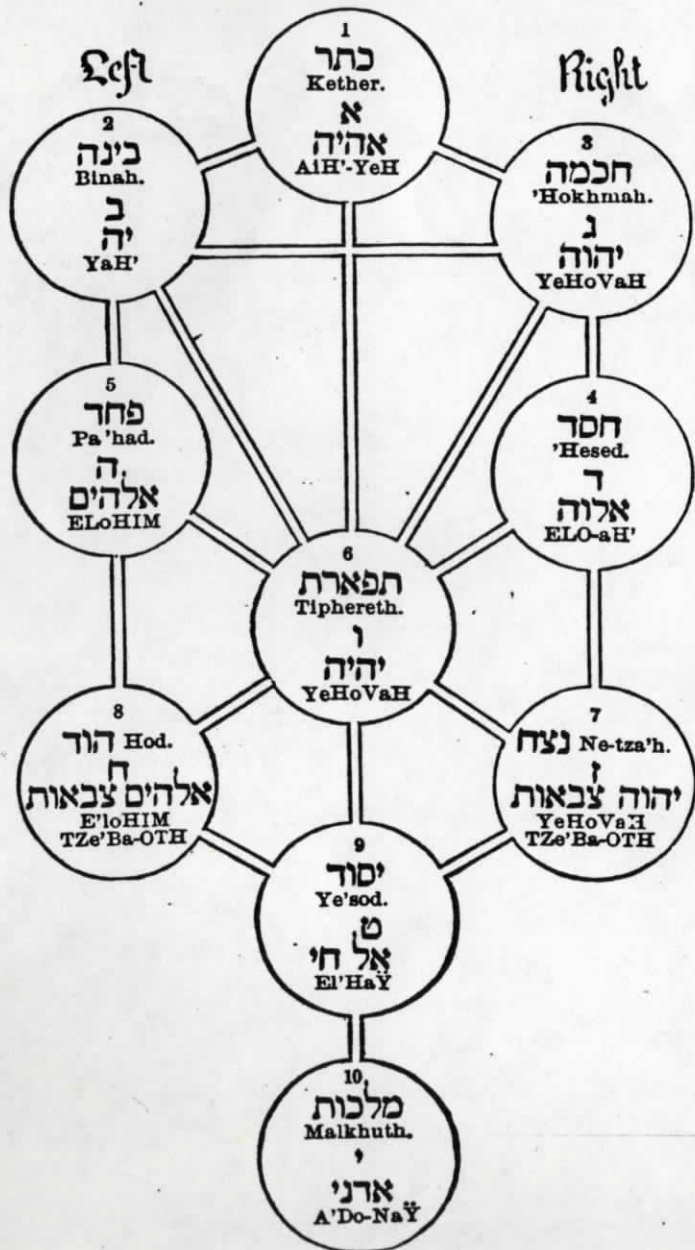 Left
Right
1
כתר
Kether.
א
אהיה
AiH'-YeH
2
בינה
Binah.
ב
יה
YaH'
3
חכמה
'Hokhmah.
ג
יהוה
YeHoVaH
5
פחד
Pa'had.
ה
אלהים
ELoHIM
4
חסד
'Hesed.
ד
אלוה
ELO-aH'
6
תפארת
Tiphereth.
ו
יהיה
YeHoVaH
8
הוד Hod.
ח
אלהים צבאות
E'loHIM
TZe'Ba-OTH
7
נצח Ne-tza'h.
ז
יהוה צבאות
YeHoVaH
TZe'Ba-OTH
9
יסוד
Ye'sod.
ט
אל חי
El'HaŸ
10
מלכות
Malkhuth.
י
אדני
A'Do-NaŸ